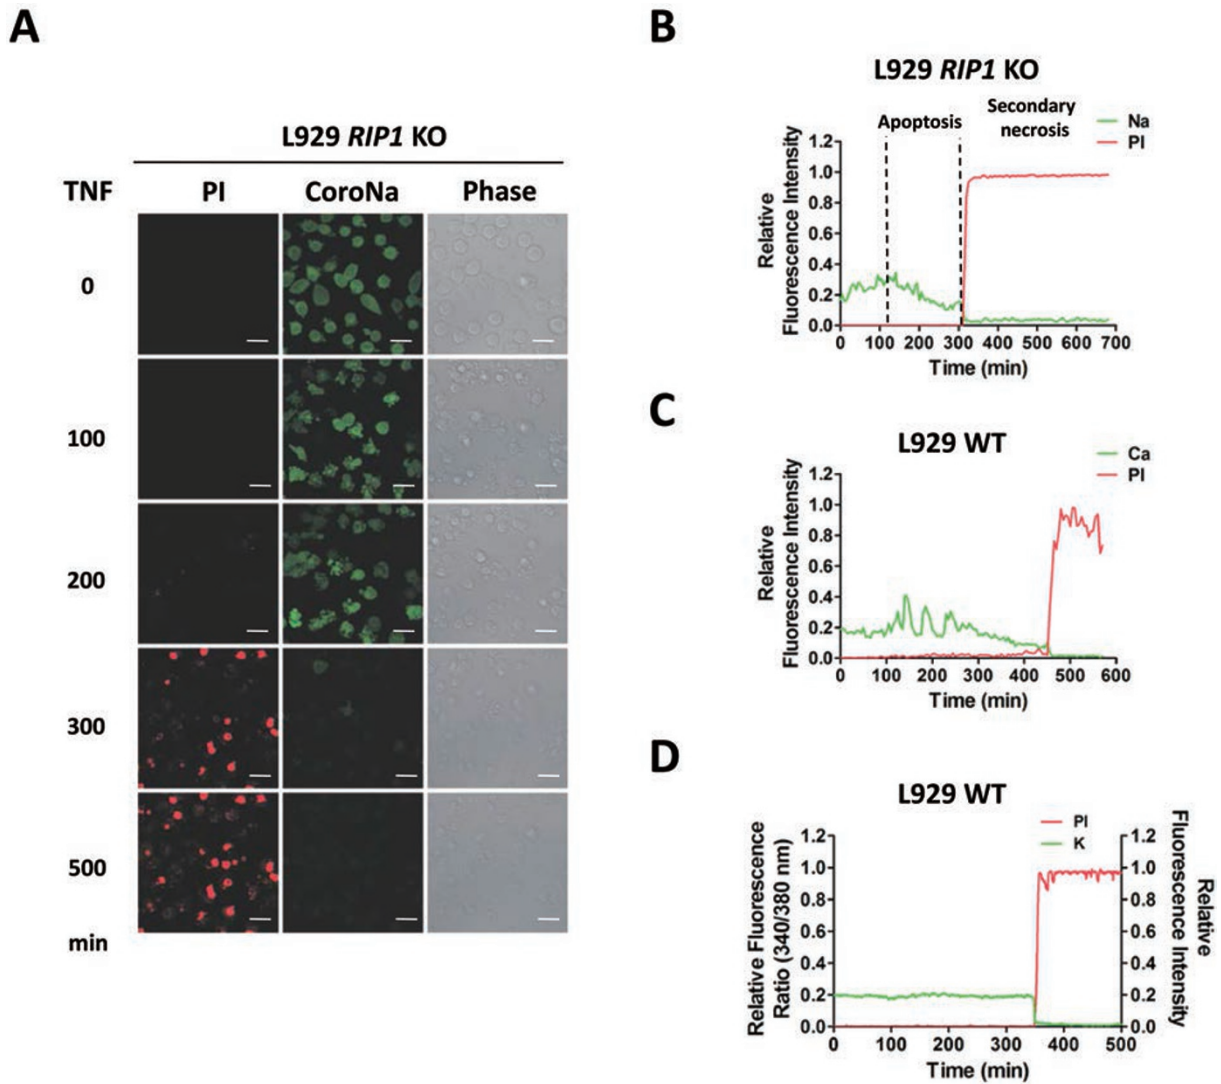 A
L929 RIP1 KO
TNF PI CoroNa Phase
0
100
200
300
500
min
B
L929 RIP1 KO
Apoptosis
Secondary
necrosis
Na
PI
Relative
Fluorescence Intensity
1.2
1.0
0.8
0.6
0.4
0.2
0.0
0 100 200 300 400 500 600 700
Time (min)
C
L929 WT
Ca
PI
Relative
Fluorescence Intensity
1.2
1.0
0.8
0.6
0.4
0.2
0.0
0 100 200 300 400 500 600
Time (min)
D
L929 WT
PI
K
Relative Fluorescence
Ratio (340/380 nm)
1.2
1.0
0.8
0.6
0.4
0.2
0.0
1.2
1.0
0.8
0.6
0.4
0.2
0.0
Relative
Fluorescence Intensity
0 100 200 300 400 500
Time (min)